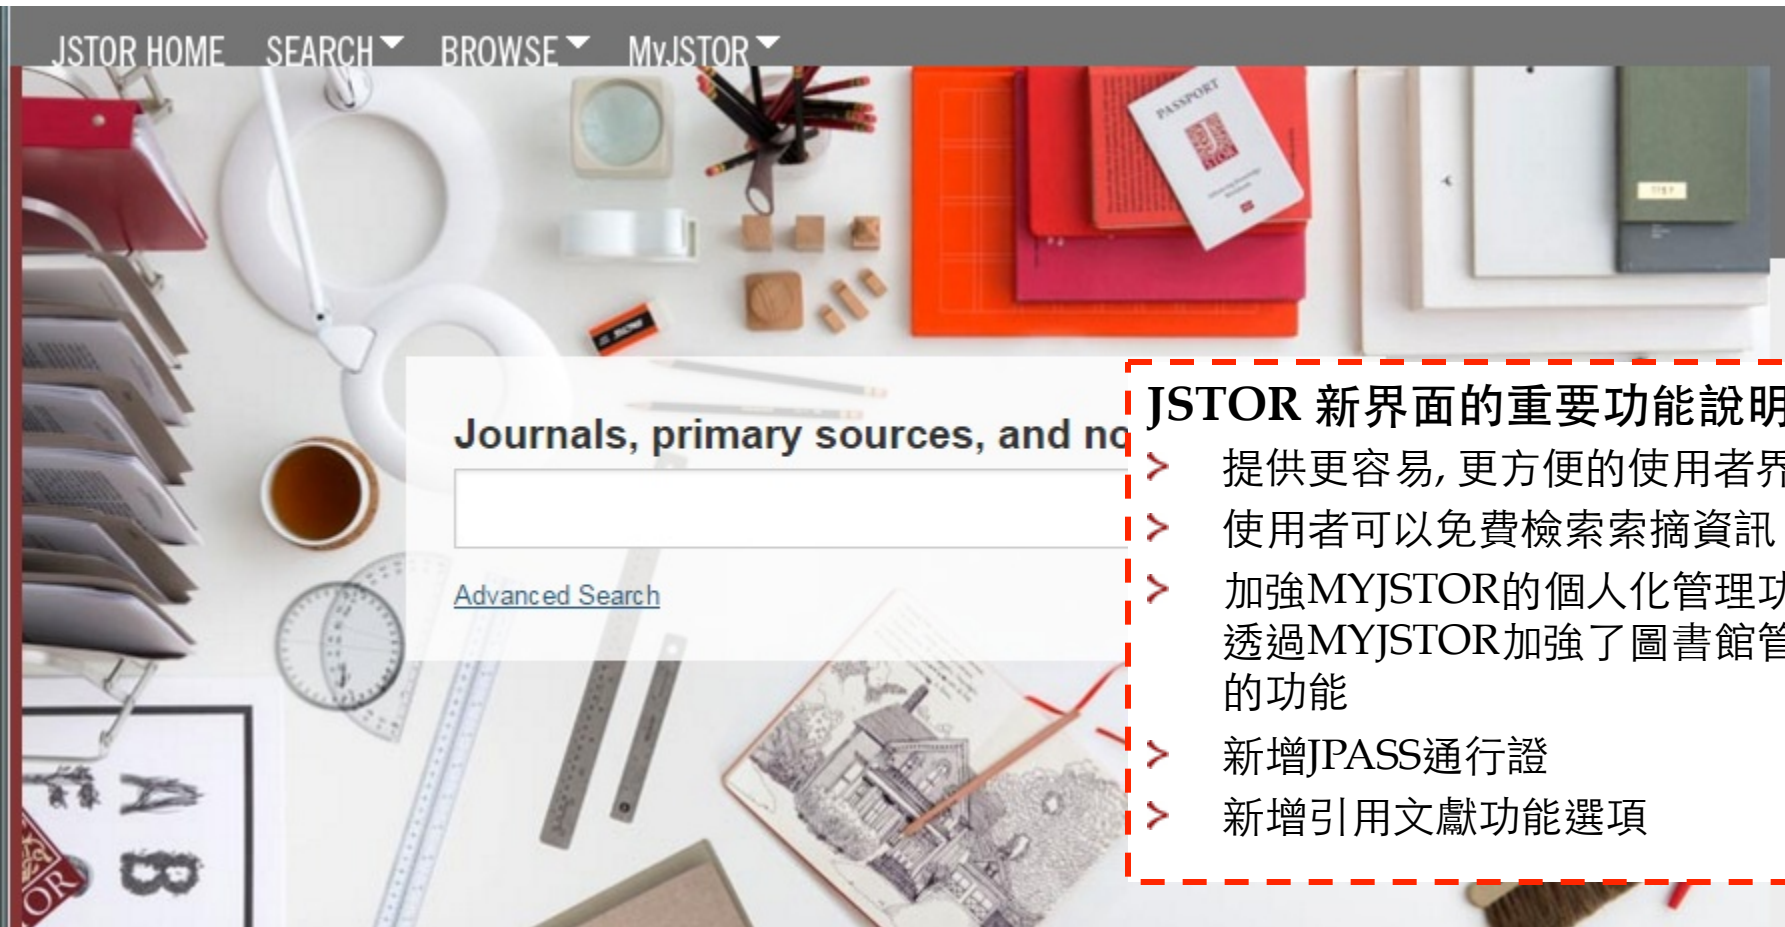 JSTOR HOME SEARCH BROWSE MyJSTOR
PASSPORT
JSTOR
Journals, primary sources, and
Advanced Search
JSTOR 新界面的重要功能說明
提供更容易, 更方便的使用者界
使用者可以免費檢索索摘資訊
加強MYJSTOR的個人化管理功
透過MYJSTOR加強了圖書館管
的功能
新增JPASS通行證
新增引用文獻功能選項
A
B